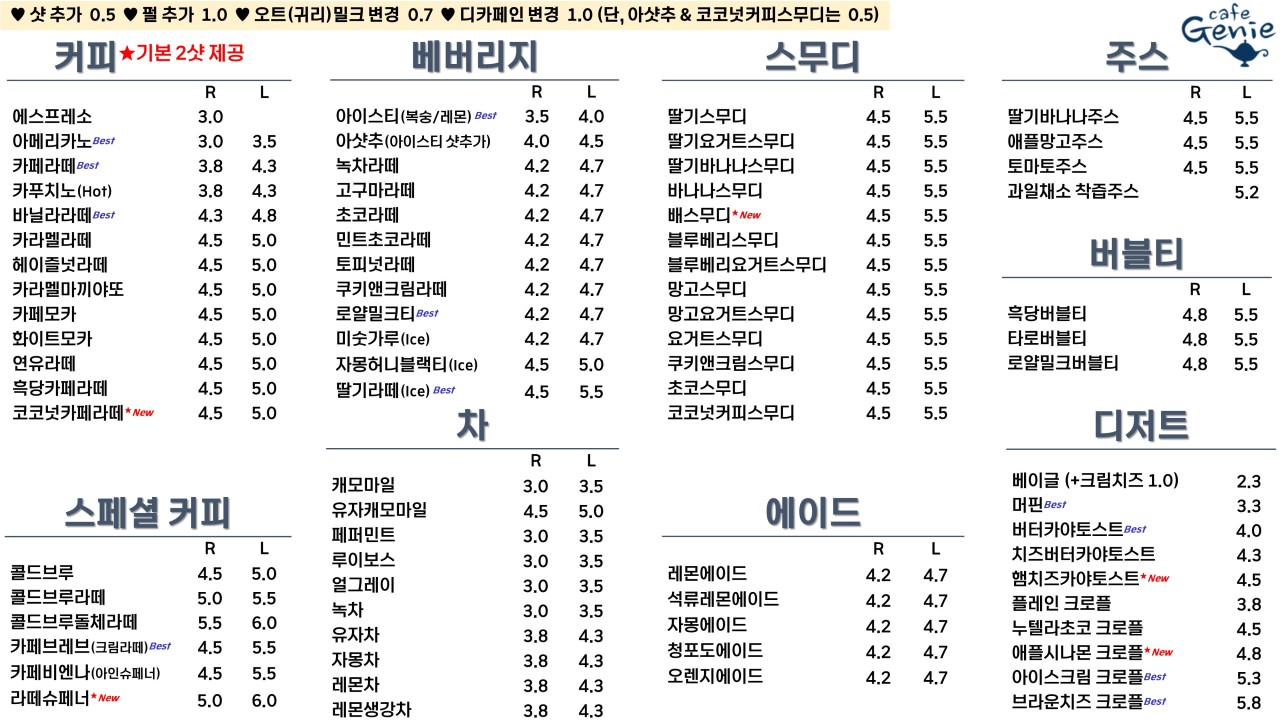 ♥ 샷 추가 0.5 ♥ 펄 추가 1.0 ♥ 오트(귀리)밀크 변경 0.7 ♥ 디카페인 변경 1.0 (단, 아샷추 & 코코넛커피스무디는 0.5)
cafe
Genie
커피 ★기본 2샷 제공
R L
에스프레소 3.0
아메리카노 Best 3.0 3.5
카페라떼 Best 3.8 4.3
카푸치노(Hot) 3.8 4.3
바닐라라떼 Best 4.3 4.8
카라멜라떼 4.5 5.0
헤이즐넛라떼 4.5 5.0
카라멜마끼야또 4.5 5.0
카페모카 4.5 5.0
화이트모카 4.5 5.0
연유라떼 4.5 5.0
흑당카페라떼 4.5 5.0
코코넛카페라떼 ★New 4.5 5.0
스페셜 커피
R L
콜드브루 4.5 5.0
콜드브루라떼 5.0 5.5
콜드브루돌체라떼 5.5 6.0
카페브레브(크림라떼) Best 4.5 5.5
카페비엔나(아인슈페너) 4.5 5.5
라떼슈페너 ★New 5.0 6.0
베버리지
R L
아이스티(복숭/레몬) Best 3.5 4.0
아샷추(아이스티 샷추가) 4.0 4.5
녹차라떼 4.2 4.7
고구마라떼 4.2 4.7
초코라떼 4.2 4.7
민트초코라떼 4.2 4.7
토피넛라떼 4.2 4.7
쿠키앤크림라떼 4.2 4.7
로얄밀크티 Best 4.2 4.7
미숫가루(Ice) 4.2 4.7
자몽허니블랙티(Ice) 4.5 5.0
딸기라떼(Ice) Best 4.5 5.5
차
R L
캐모마일 3.0 3.5
유자캐모마일 4.5 5.0
페퍼민트 3.0 3.5
루이보스 3.0 3.5
얼그레이 3.0 3.5
녹차 3.0 3.5
유자차 3.8 4.3
자몽차 3.8 4.3
레몬차 3.8 4.3
레몬생강차 3.8 4.3
스무디
R L
딸기스무디 4.5 5.5
딸기요거트스무디 4.5 5.5
딸기바나나스무디 4.5 5.5
바나나스무디 4.5 5.5
배스무디 ★New 4.5 5.5
블루베리스무디 4.5 5.5
블루베리요거트스무디 4.5 5.5
망고스무디 4.5 5.5
망고요거트스무디 4.5 5.5
요거트스무디 4.5 5.5
쿠키앤크림스무디 4.5 5.5
초코스무디 4.5 5.5
코코넛커피스무디 4.5 5.5
에이드
R L
레몬에이드 4.2 4.7
석류레몬에이드 4.2 4.7
자몽에이드 4.2 4.7
청포도에이드 4.2 4.7
오렌지에이드 4.2 4.7
주스
R L
딸기바나나주스 4.5 5.5
애플망고주스 4.5 5.5
토마토주스 4.5 5.5
과일채소 착즙주스 5.2
버블티
R L
흑당버블티 4.8 5.5
타로버블티 4.8 5.5
로얄밀크버블티 4.8 5.5
디저트
베이글 (+크림치즈 1.0) 2.3
머핀 Best 3.3
버터카야토스트 Best 4.0
치즈버터카야토스트 4.3
햄치즈카야토스트 ★New 4.5
플레인 크로플 3.8
누텔라초코 크로플 4.5
애플시나몬 크로플 ★New 4.8
아이스크림 크로플 Best 5.3
브라운치즈 크로플 Best 5.8